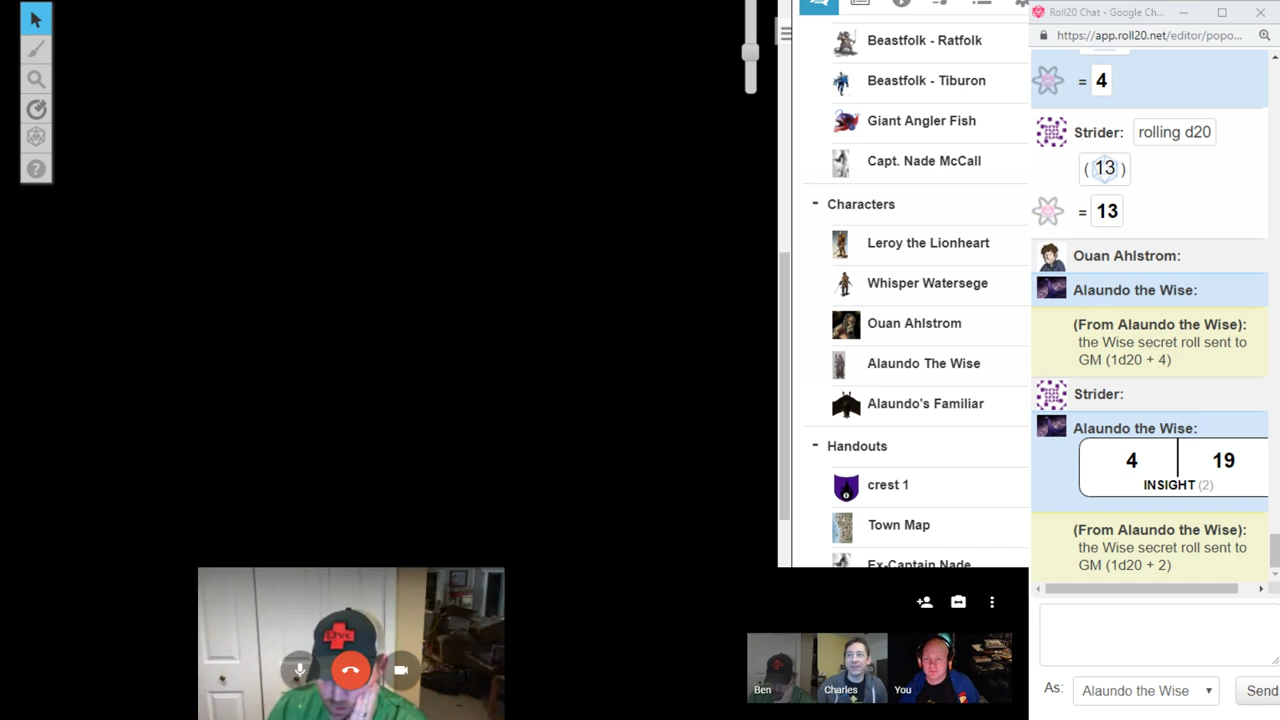 Roll20 Chat - Google Ch...
https://app.roll20.net/editor/popo...
Beastfolk - Ratfolk
Beastfolk - Tiburon
Giant Angler Fish
Capt. Nade McCall
Characters
Leroy the Lionheart
Whisper Watersege
Ouan Ahlstrom
Alaundo The Wise
Alaundo's Familiar
Handouts
crest 1
Town Map
Ex-Captain Nade
= 4
Strider: rolling d20
(13)
= 13
Ouan Ahlstrom:
Alaundo the Wise:
(From Alaundo the Wise):
the Wise secret roll sent to
GM (1d20 + 4)
Strider:
Alaundo the Wise:
4 19
INSIGHT (2)
(From Alaundo the Wise):
the Wise secret roll sent to
GM (1d20 + 2)
As: Alaundo the Wise Send
LIVE
Ben Charles You